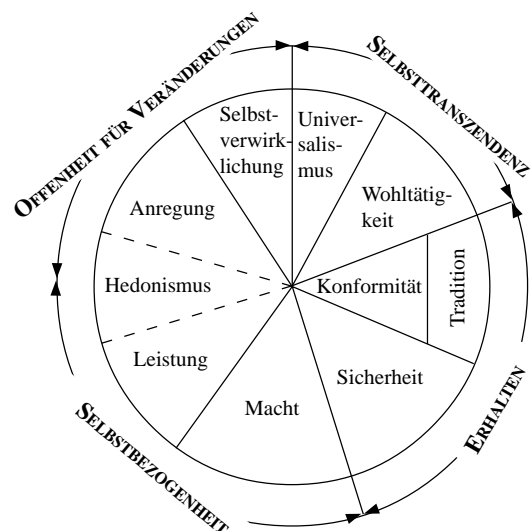 OFFENHEIT FÜR VERÄNDERUNGEN
SELBSTTRANSZENDENZ
Selbst-
verwirk-
lichung
Univer-
salis-
mus
Wohltätig-
keit
Anregung
Hedonismus
Konformität
Tradition
Leistung
Sicherheit
Macht
SELBSTBEZOGENHEIT
ERHALTEN